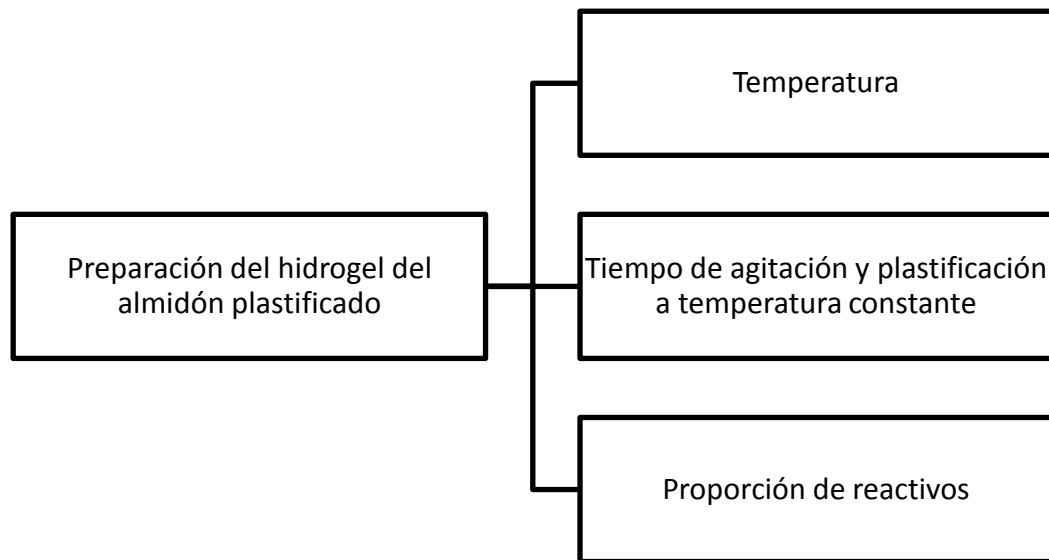 Temperatura
Preparación del hidrogel del
almidón plastificado
Tiempo de agitación y plastificación
a temperatura constante
Proporción de reactivos